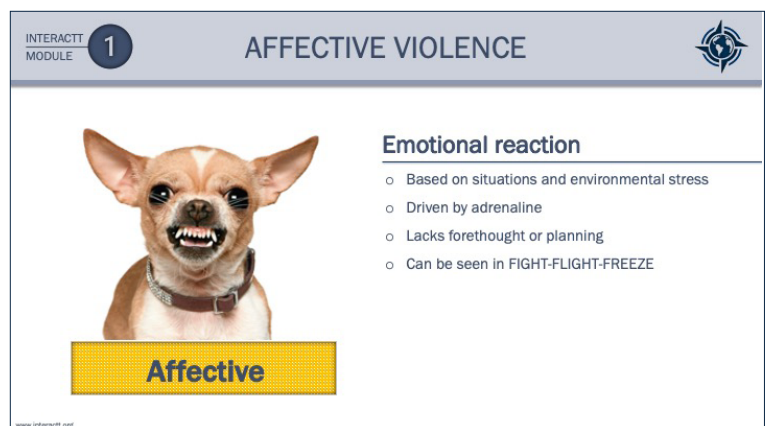 INTERACTT
MODULE
1
AFFECTIVE VIOLENCE
Emotional reaction
o Based on situations and environmental stress
o Driven by adrenaline
o Lacks forethought or planning
o Can be seen in FIGHT-FLIGHT-FREEZE
Affective